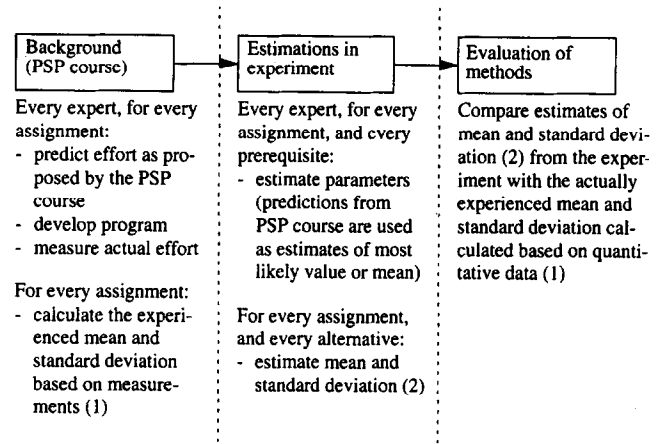 Background
(PSP course)
Every expert, for every
assignment:
- predict effort as pro-
posed by the PSP
course
- develop program
- measure actual effort
For every assignment:
- calculate the experi-
enced mean and
standard deviation
based on measure-
ments (1)
Estimations in
experiment
Every expert, for every
assignment, and every
prerequisite:
- estimate parameters
(predictions from
PSP course are used
as estimates of most
likely value or mean)
For every assignment,
and every alternative:
- estimate mean and
standard deviation (2)
Evaluation of
methods
Compare estimates of
mean and standard devi-
ation (2) from the exper-
iment with the actually
experienced mean and
standard deviation cal-
culated based on quanti-
tative data (1)